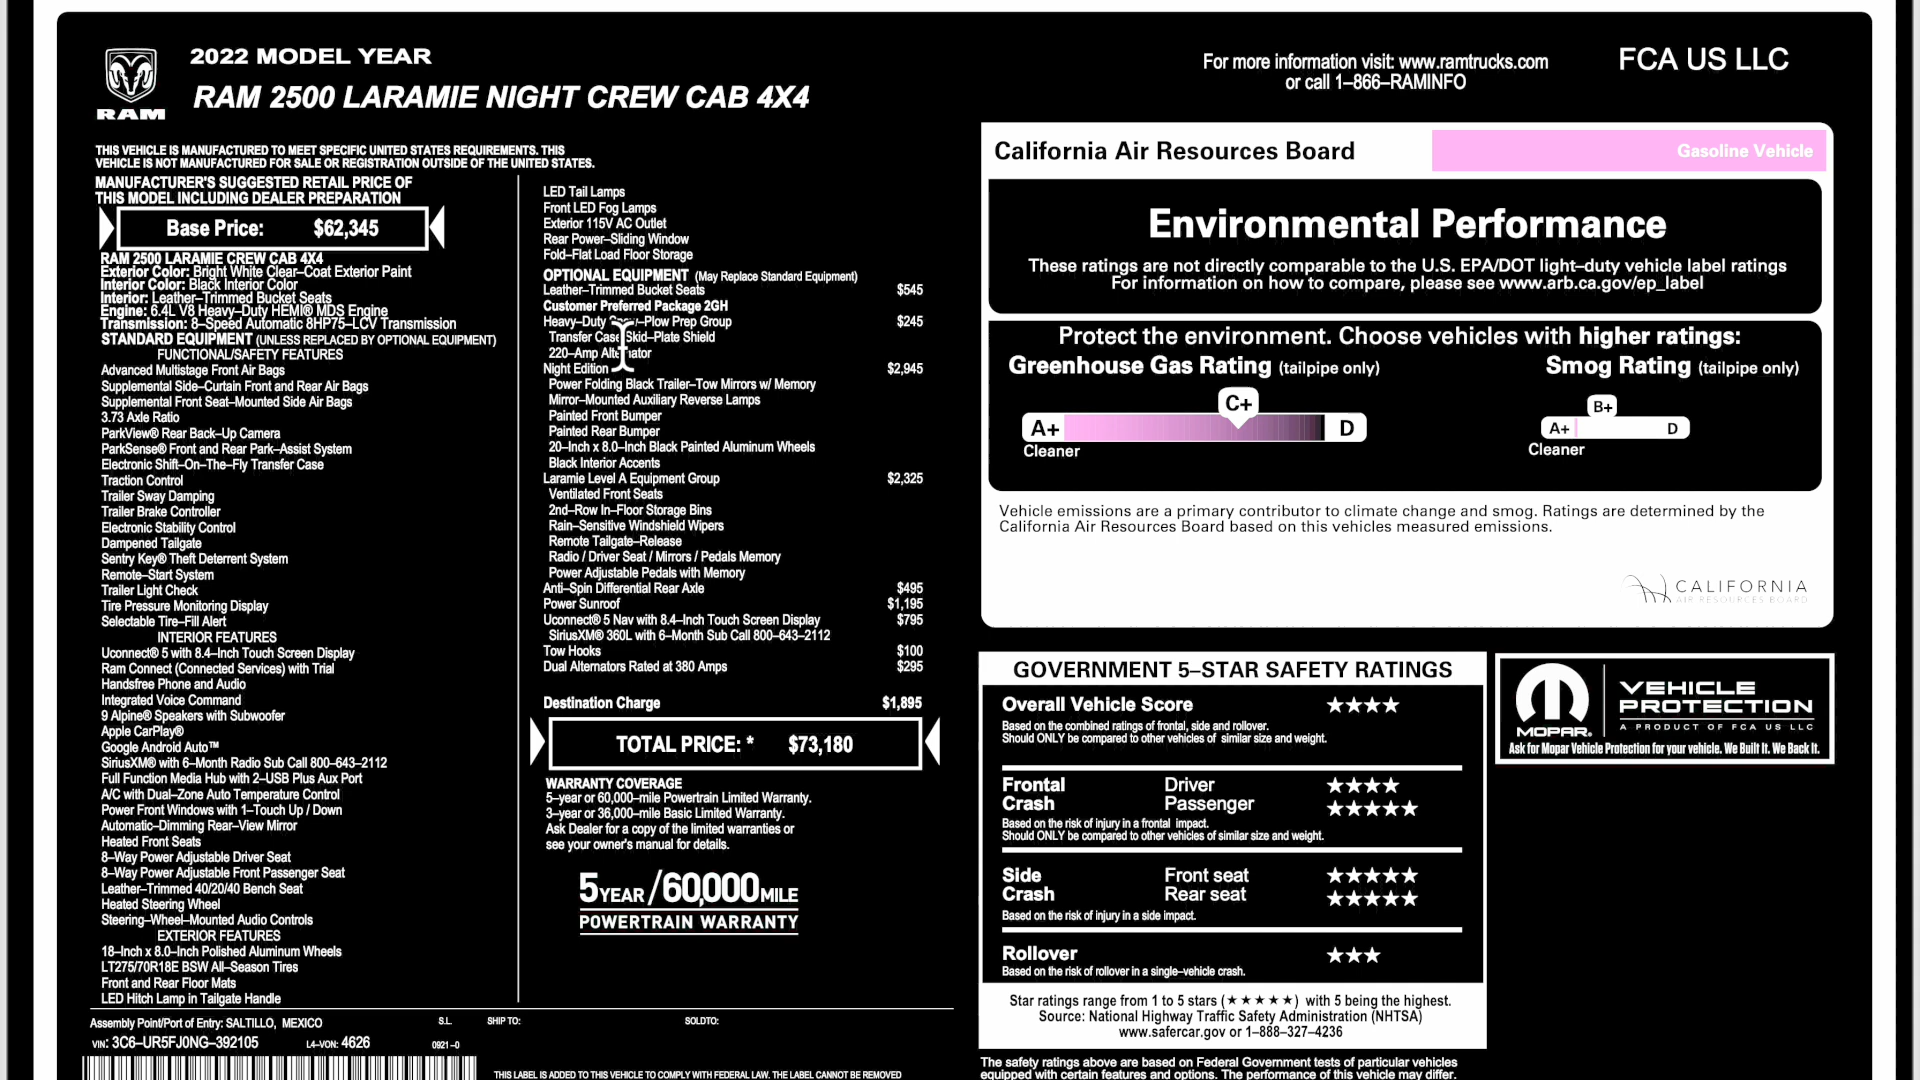 RAM
2022 MODEL YEAR
RAM 2500 LARAMIE NIGHT CREW CAB 4X4
For more information visit: www.ramtrucks.com
or call 1–866–RAMINFO
FCA US LLC
THIS VEHICLE IS MANUFACTURED TO MEET SPECIFIC UNITED STATES REQUIREMENTS. THIS
VEHICLE IS NOT MANUFACTURED FOR SALE OR REGISTRATION OUTSIDE OF THE UNITED STATES.
MANUFACTURER'S SUGGESTED RETAIL PRICE OF
THIS MODEL INCLUDING DEALER PREPARATION
Base Price: $62,345
RAM 2500 LARAMIE CREW CAB 4X4
Exterior Color: Bright White Clear–Coat Exterior Paint
Interior Color: Black Interior Color
Interior: Leather–Trimmed Bucket Seats
Engine: 6.4L V8 Heavy–Duty HEMI® MDS Engine
Transmission: 8–Speed Automatic 8HP75–LCV Transmission
STANDARD EQUIPMENT (UNLESS REPLACED BY OPTIONAL EQUIPMENT)
FUNCTIONAL/SAFETY FEATURES
Advanced Multistage Front Air Bags
Supplemental Side–Curtain Front and Rear Air Bags
Supplemental Front Seat–Mounted Side Air Bags
3.73 Axle Ratio
ParkView® Rear Back–Up Camera
ParkSense® Front and Rear Park–Assist System
Electronic Shift–On–The–Fly Transfer Case
Traction Control
Trailer Sway Damping
Trailer Brake Controller
Electronic Stability Control
Dampened Tailgate
Sentry Key® Theft Deterrent System
Remote–Start System
Trailer Light Check
Tire Pressure Monitoring Display
Selectable Tire–Fill Alert
INTERIOR FEATURES
Uconnect® 5 with 8.4–Inch Touch Screen Display
Ram Connect (Connected Services) with Trial
Handsfree Phone and Audio
Integrated Voice Command
9 Alpine® Speakers with Subwoofer
Apple CarPlay®
Google Android Auto™
SiriusXM® with 6–Month Radio Sub Call 800–643–2112
Full Function Media Hub with 2–USB Plus Aux Port
A/C with Dual–Zone Auto Temperature Control
Power Front Windows with 1–Touch Up / Down
Automatic–Dimming Rear–View Mirror
Heated Front Seats
8–Way Power Adjustable Driver Seat
8–Way Power Adjustable Front Passenger Seat
Leather–Trimmed 40/20/40 Bench Seat
Heated Steering Wheel
Steering–Wheel–Mounted Audio Controls
EXTERIOR FEATURES
18–Inch x 8.0–Inch Polished Aluminum Wheels
LT275/70R18E BSW All–Season Tires
Front and Rear Floor Mats
LED Hitch Lamp in Tailgate Handle
LED Tail Lamps
Front LED Fog Lamps
Exterior 115V AC Outlet
Rear Power–Sliding Window
Fold–Flat Load Floor Storage
OPTIONAL EQUIPMENT (May Replace Standard Equipment)
Leather–Trimmed Bucket Seats $545
Customer Preferred Package 2GH
Heavy–Duty –Plow Prep Group $245
Transfer Case Skid–Plate Shield
220–Amp Alternator
Night Edition $2,945
Power Folding Black Trailer–Tow Mirrors w/ Memory
Mirror–Mounted Auxiliary Reverse Lamps
Painted Front Bumper
Painted Rear Bumper
20–Inch x 8.0–Inch Black Painted Aluminum Wheels
Black Interior Accents
Laramie Level A Equipment Group $2,325
Ventilated Front Seats
2nd–Row In–Floor Storage Bins
Rain–Sensitive Windshield Wipers
Remote Tailgate–Release
Radio / Driver Seat / Mirrors / Pedals Memory
Power Adjustable Pedals with Memory
Anti–Spin Differential Rear Axle $495
Power Sunroof $1,195
Uconnect® 5 Nav with 8.4–Inch Touch Screen Display $795
SiriusXM® 360L with 6–Month Sub Call 800–643–2112
Tow Hooks $100
Dual Alternators Rated at 380 Amps $295
Destination Charge $1,895
TOTAL PRICE: * $73,180
WARRANTY COVERAGE
5–year or 60,000–mile Powertrain Limited Warranty.
3–year or 36,000–mile Basic Limited Warranty.
Ask Dealer for a copy of the limited warranties or
see your owner's manual for details.
5 YEAR /60,000 MILE
POWERTRAIN WARRANTY
Assembly Point/Port of Entry: SALTILLO, MEXICO
S.L. SHIP TO: SOLDTO:
VIN: 3C6–UR5FJ0NG–392105 L4–VON: 4626 0921–0
THIS LABEL IS ADDED TO THIS VEHICLE TO COMPLY WITH FEDERAL LAW. THE LABEL CANNOT BE REMOVED
California Air Resources Board
Gasoline Vehicle
Environmental Performance
These ratings are not directly comparable to the U.S. EPA/DOT light–duty vehicle label ratings
For information on how to compare, please see www.arb.ca.gov/ep_label
Protect the environment. Choose vehicles with higher ratings:
Greenhouse Gas Rating (tailpipe only)
C+
A+ D
Cleaner
Smog Rating (tailpipe only)
B+
A+ D
Cleaner
Vehicle emissions are a primary contributor to climate change and smog. Ratings are determined by the
California Air Resources Board based on this vehicles measured emissions.
CALIFORNIA
AIR RESOURCES BOARD
GOVERNMENT 5–STAR SAFETY RATINGS
Overall Vehicle Score ★★★★
Based on the combined ratings of frontal, side and rollover.
Should ONLY be compared to other vehicles of similar size and weight.
Frontal Driver ★★★★
Crash Passenger ★★★★★
Based on the risk of injury in a frontal impact.
Should ONLY be compared to other vehicles of similar size and weight.
Side Front seat ★★★★★
Crash Rear seat ★★★★★
Based on the risk of injury in a side impact.
Rollover ★★★
Based on the risk of rollover in a single–vehicle crash.
Star ratings range from 1 to 5 stars (★★★★★) with 5 being the highest.
Source: National Highway Traffic Safety Administration (NHTSA)
www.safercar.gov or 1–888–327–4236
The safety ratings above are based on Federal Government tests of particular vehicles
equipped with certain features and options. The performance of this vehicle may differ.
MOPAR.
VEHICLE
PROTECTION
A PRODUCT OF FCA US LLC
Ask for Mopar Vehicle Protection for your vehicle. We Built It. We Back It.